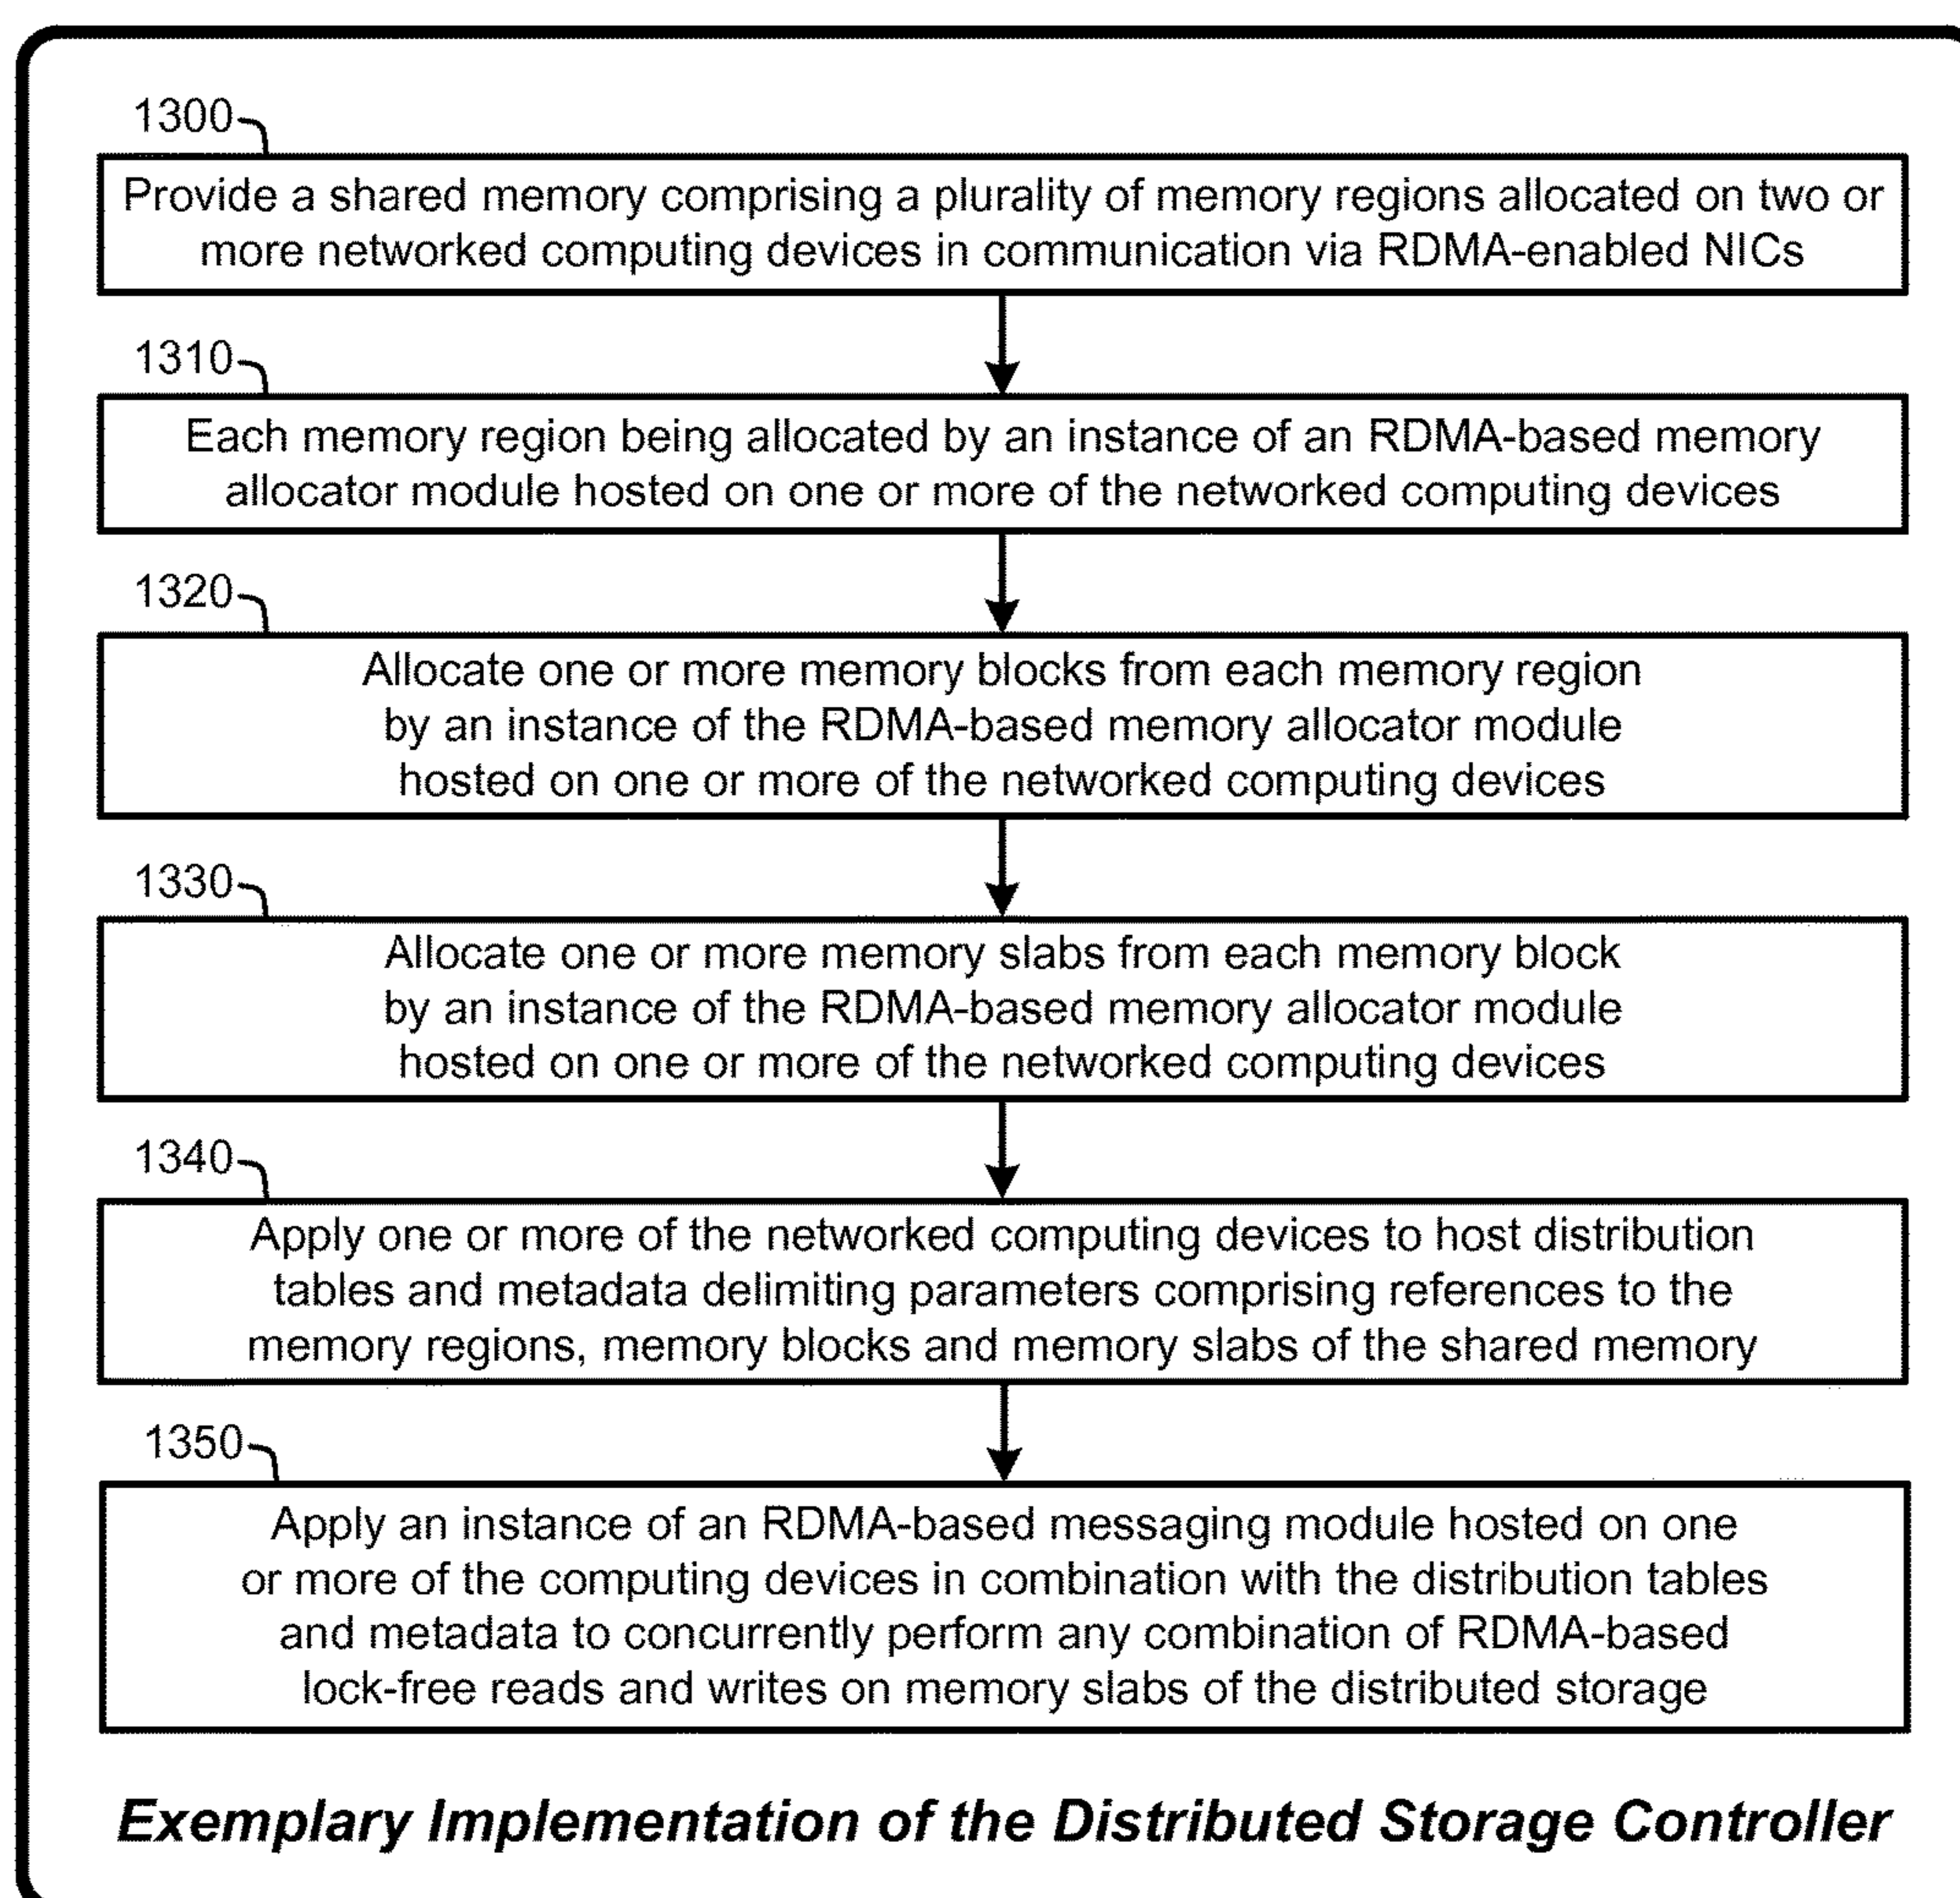 1300
Provide a shared memory comprising a plurality of memory regions allocated on two or
more networked computing devices in communication via RDMA-enabled NICs
1310
Each memory region being allocated by an instance of an RDMA-based memory
allocator module hosted on one or more of the networked computing devices
1320
Allocate one or more memory blocks from each memory region
by an instance of the RDMA-based memory allocator module
hosted on one or more of the networked computing devices
1330
Allocate one or more memory slabs from each memory block
by an instance of the RDMA-based memory allocator module
hosted on one or more of the networked computing devices
1340
Apply one or more of the networked computing devices to host distribution
tables and metadata delimiting parameters comprising references to the
memory regions, memory blocks and memory slabs of the shared memory
1350
Apply an instance of an RDMA-based messaging module hosted on one
or more of the computing devices in combination with the distribution tables
and metadata to concurrently perform any combination of RDMA-based
lock-free reads and writes on memory slabs of the distributed storage
Exemplary Implementation of the Distributed Storage Controller